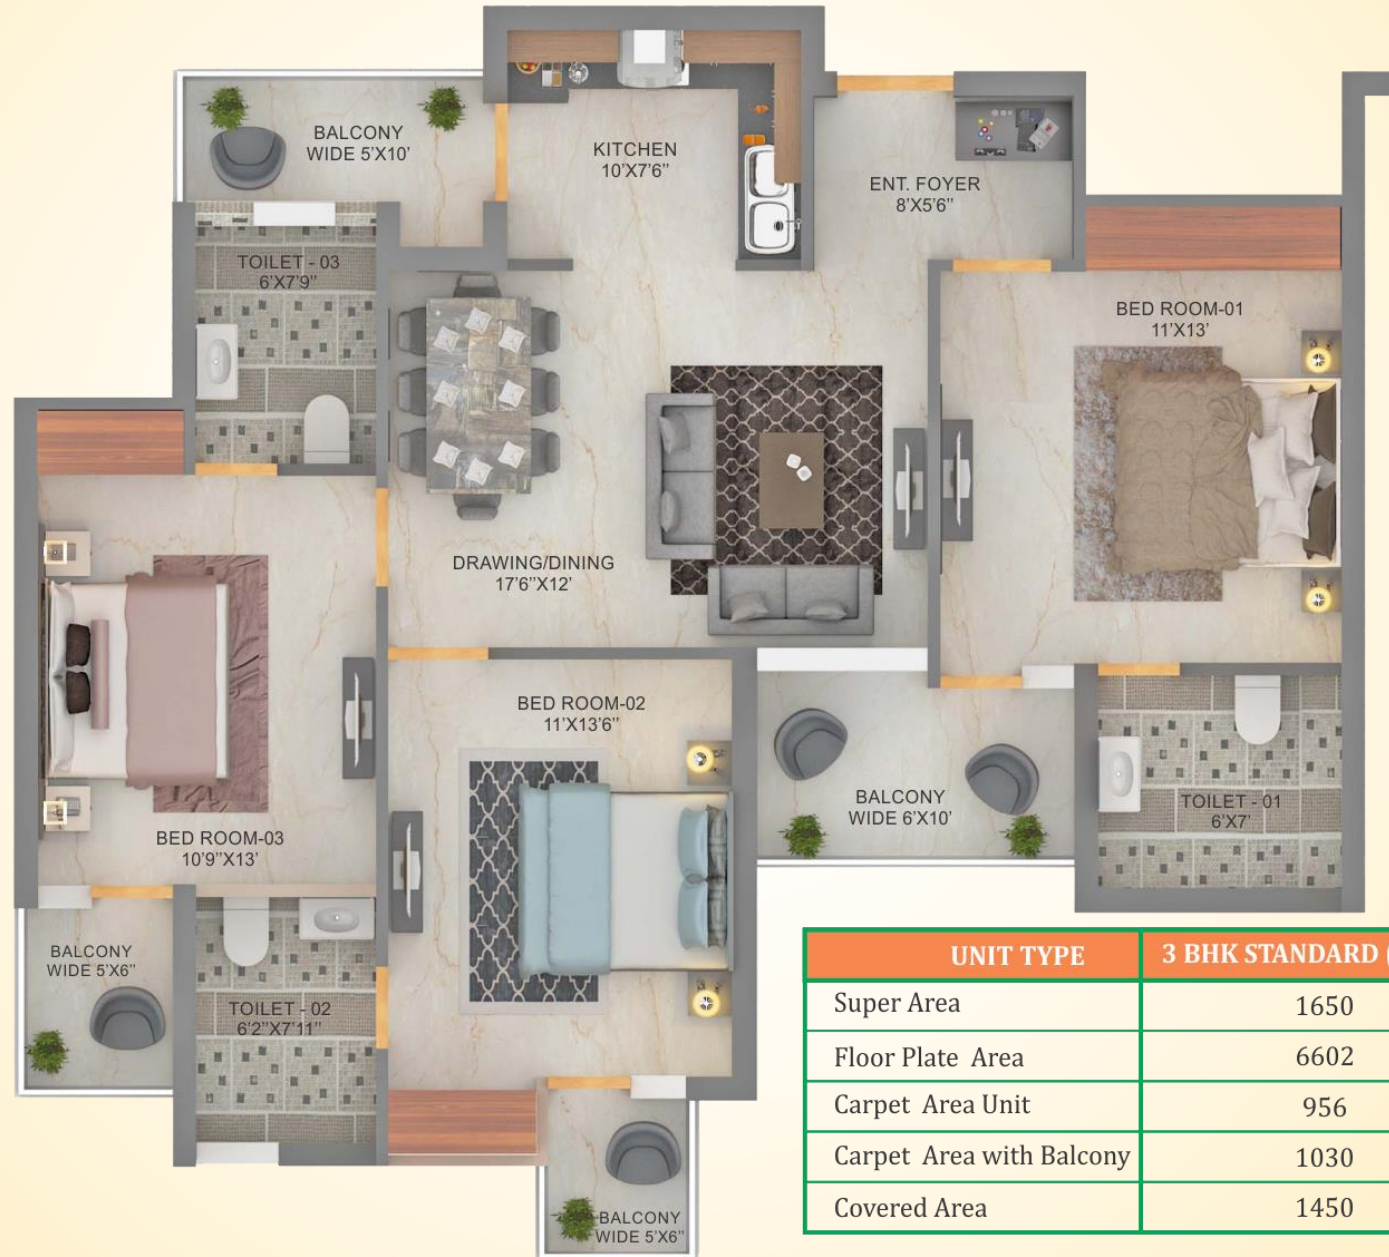 BALCONY
WIDE 5'X10'
KITCHEN
10'X7'6"
ENT. FOYER
8'X5'6"
TOILET - 03
6'X7'9"
BED ROOM-01
11'X13'
DRAWING/DINING
17'6"X12'
BED ROOM-02
11'X13'6"
BALCONY
WIDE 6'X10'
TOILET - 01
6'X7'
BED ROOM-03
10'9"X13'
BALCONY
WIDE 5'X6"
TOILET - 02
6'2"X7'11"
BALCONY
WIDE 5'X6"
UNIT TYPE 3 BHK STANDARD (
Super Area 1650
Floor Plate Area 6602
Carpet Area Unit 956
Carpet Area with Balcony 1030
Covered Area 1450